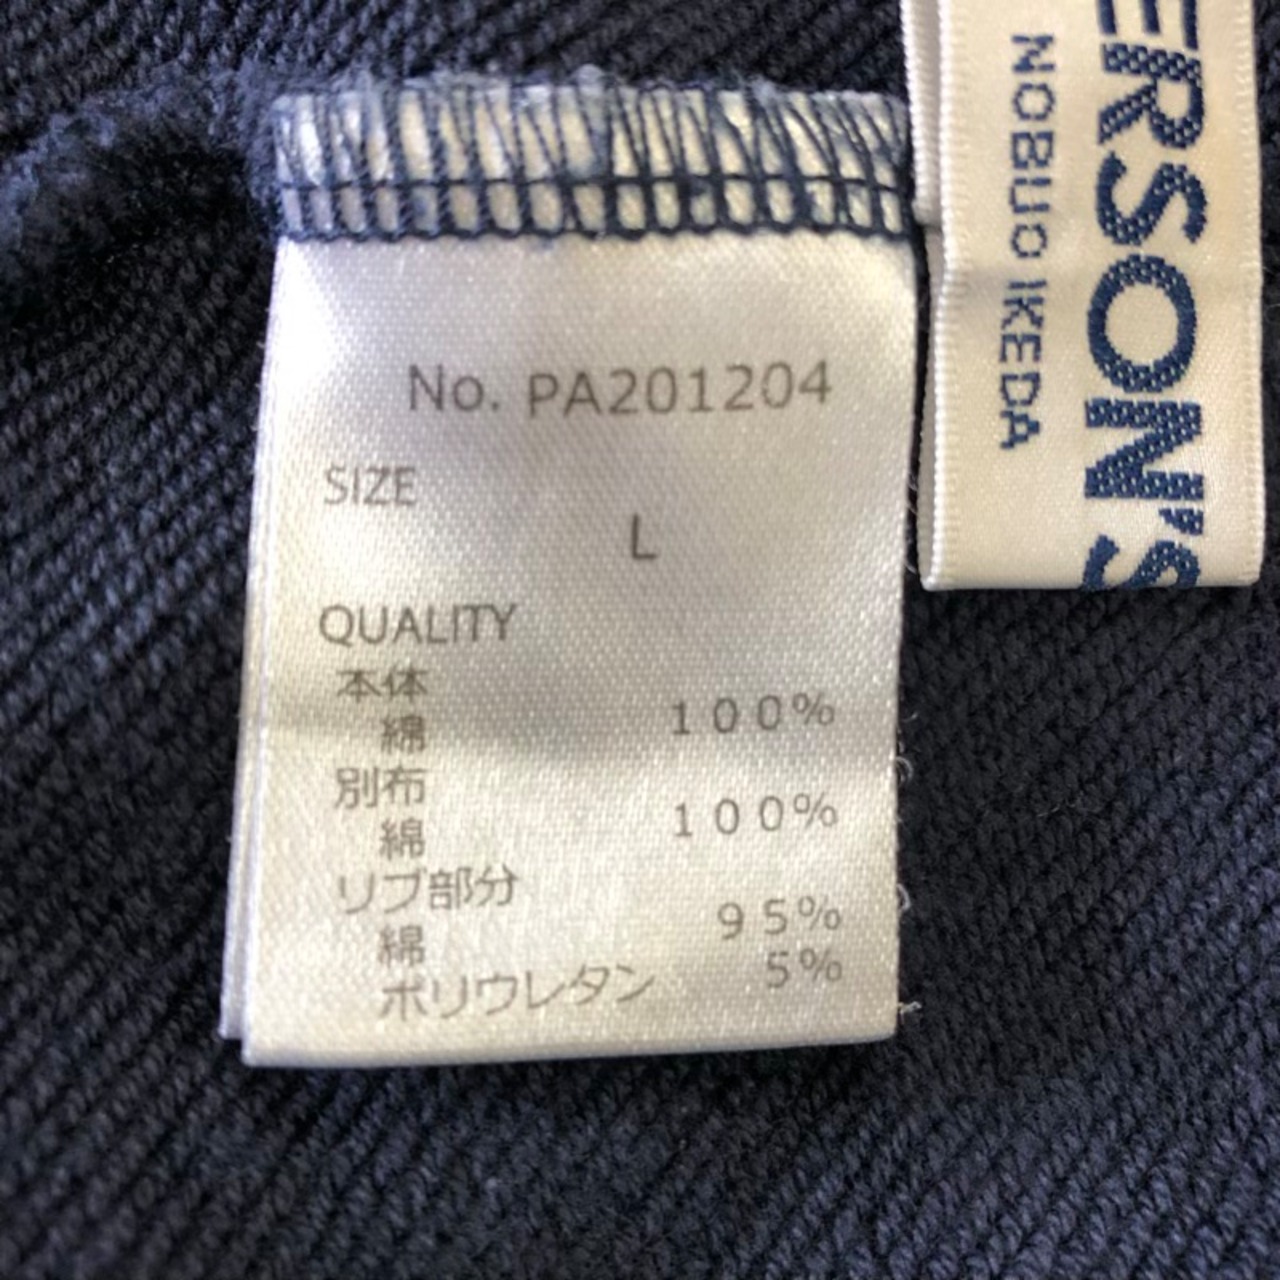 No. PA201204
SIZE
L
QUALITY
本体
綿 100%
別布
綿 100%
リブ部分
綿 95%
ポリウレタン 5%
ERSON'S
NOBUO IKEDA